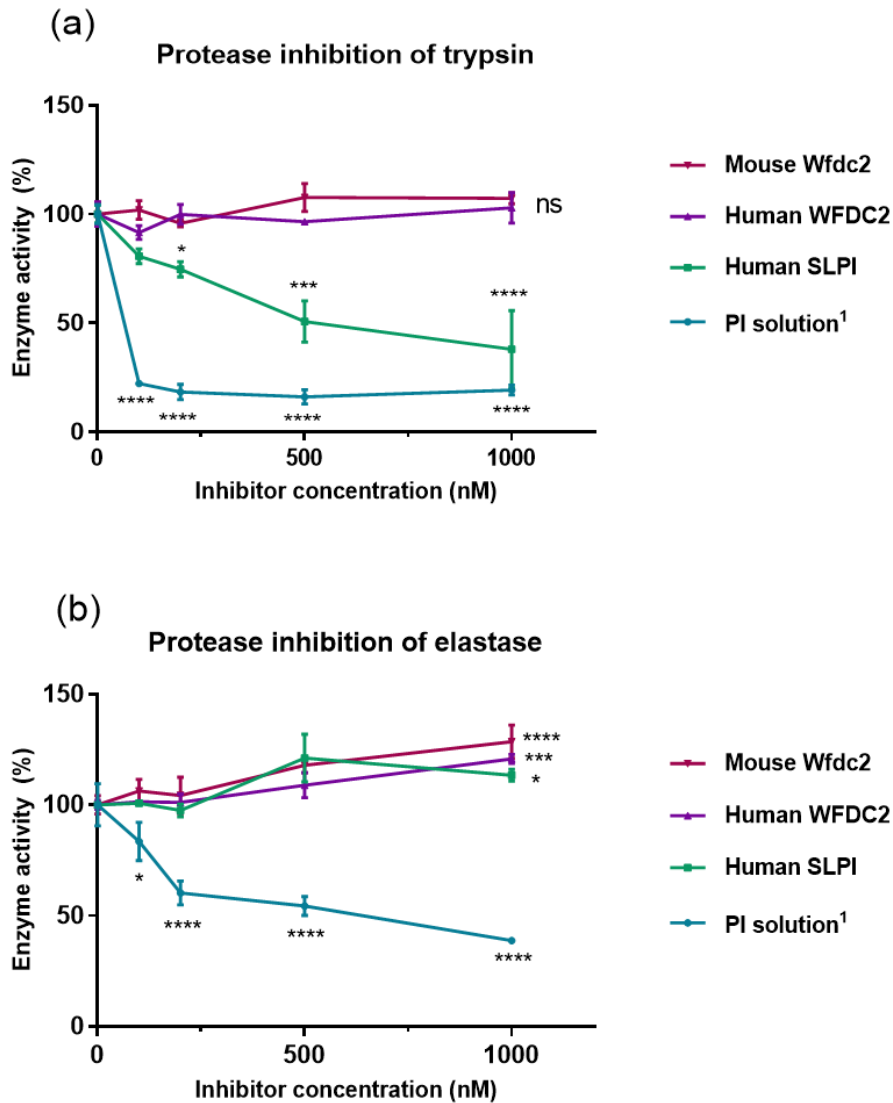 (a)
Protease inhibition of trypsin
150
100
50
0
Enzyme activity (%)
0
500
1000
Inhibitor concentration (nM)
*
***
****
ns
****
****
****
****
Mouse Wfdc2
Human WFDC2
Human SLPI
PI solution¹
(b)
Protease inhibition of elastase
150
100
50
0
Enzyme activity (%)
0
500
1000
Inhibitor concentration (nM)
****
***
*
*
****
****
****
Mouse Wfdc2
Human WFDC2
Human SLPI
PI solution¹